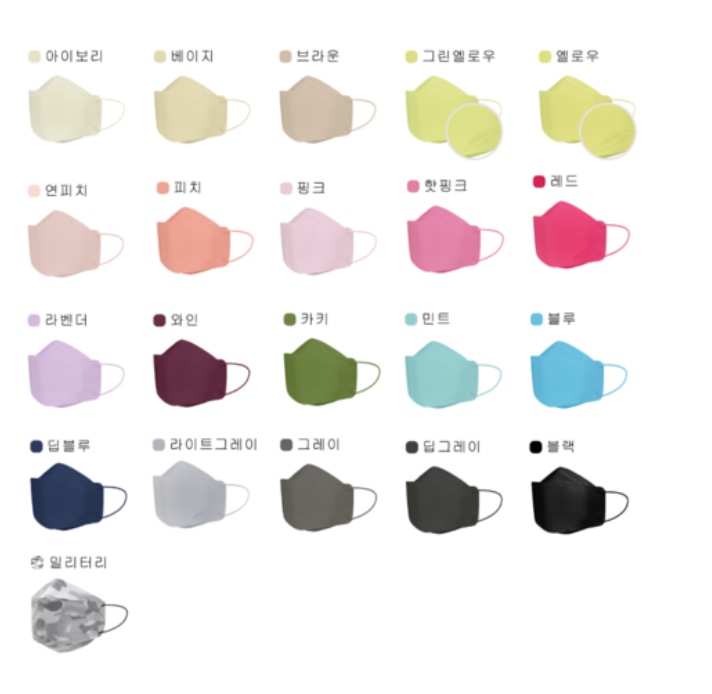 아이보리
베이지
브라운
그린옐로우
옐로우
연피치
피치
핑크
핫핑크
레드
라벤더
와인
카키
민트
블루
딥블루
라이트그레이
그레이
딥그레이
블랙
밀리터리